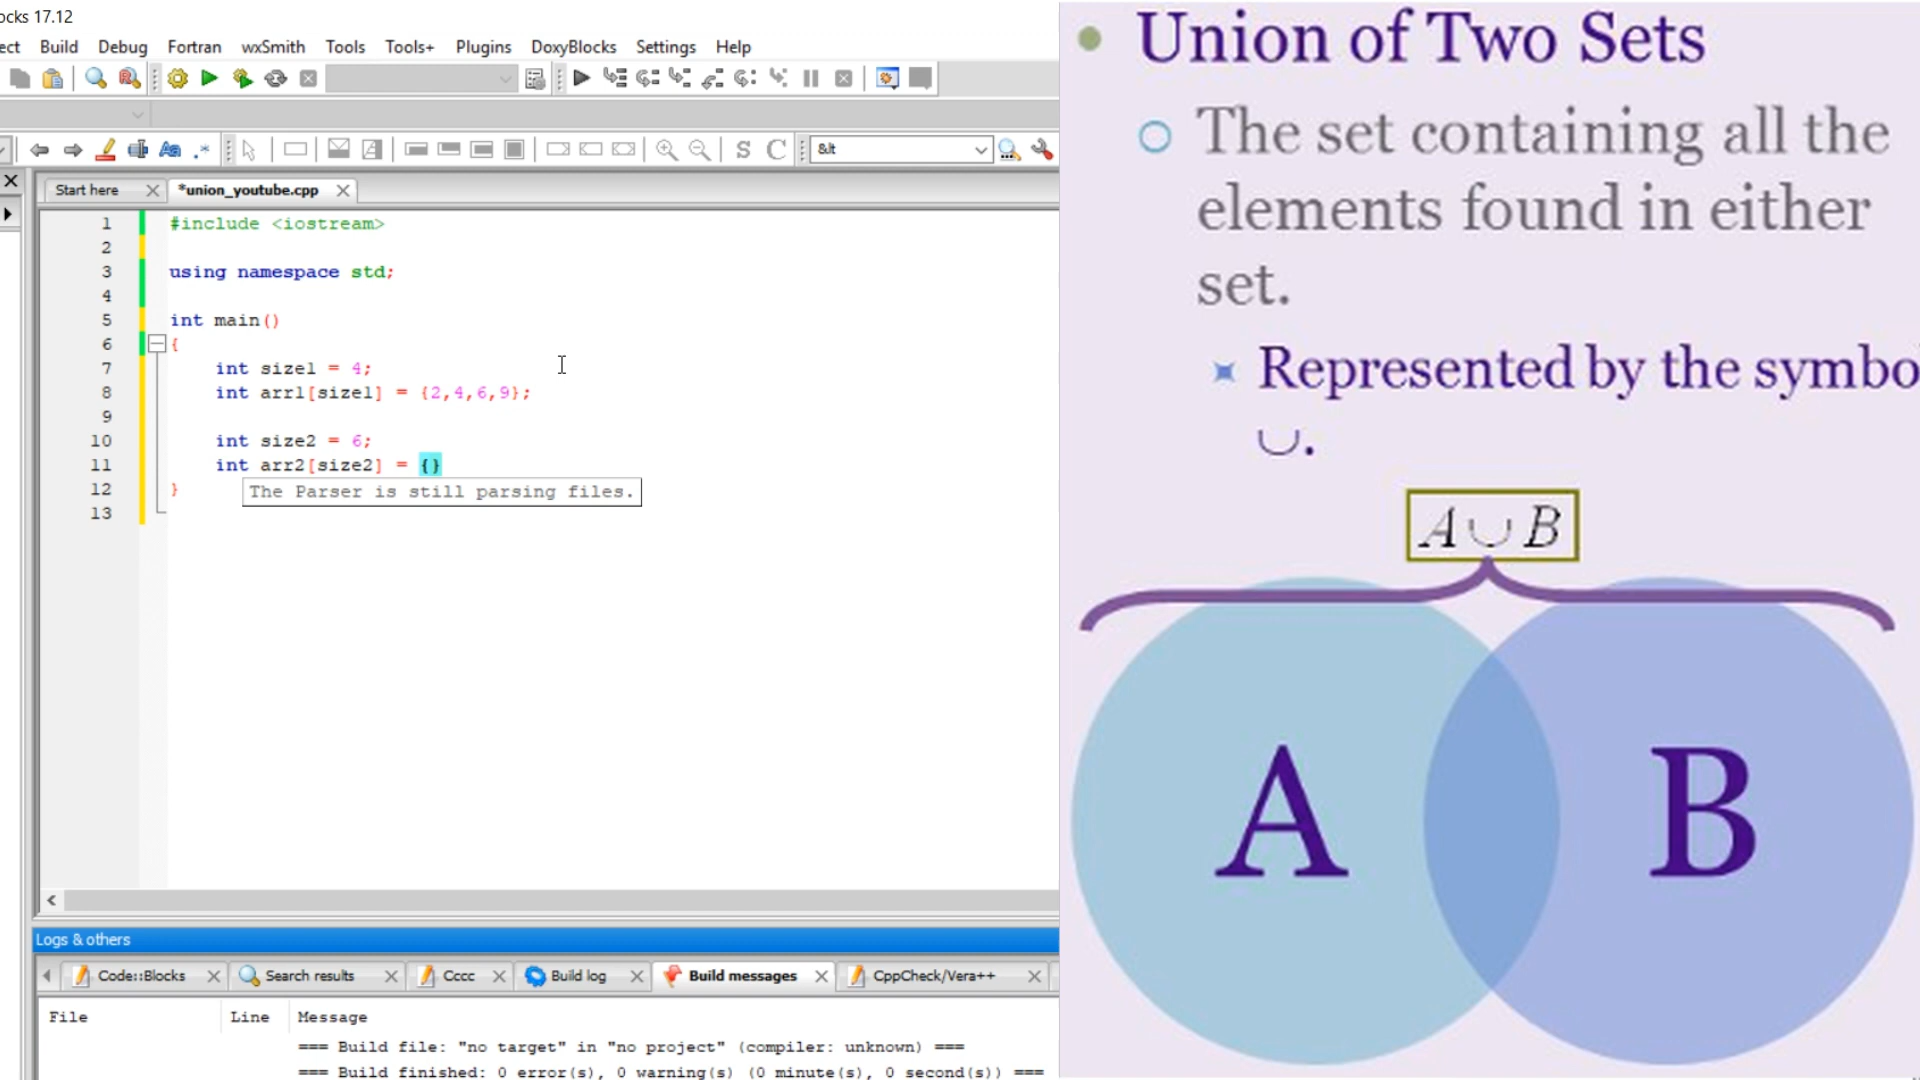 ocks 17.12
ect Build Debug Fortran wxSmith Tools Tools+ Plugins DoxyBlocks Settings Help
S C &lt
Start here *union_youtube.cpp
1 #include <iostream>
2
3 using namespace std;
4
5 int main()
6 {
7 int size1 = 4;
8 int arr1[size1] = {2,4,6,9};
9
10 int size2 = 6;
11 int arr2[size2] = {}
12 }
The Parser is still parsing files.
13
Logs & others
Code::Blocks Search results Cccc Build log Build messages CppCheck/Vera++
File Line Message
=== Build file: "no target" in "no project" (compiler: unknown) ===
=== Build finished: 0 error(s), 0 warning(s) (0 minute(s), 0 second(s)) ===
Union of Two Sets
The set containing all the
elements found in either
set.
Represented by the symbo
∪.
A ∪ B
A B